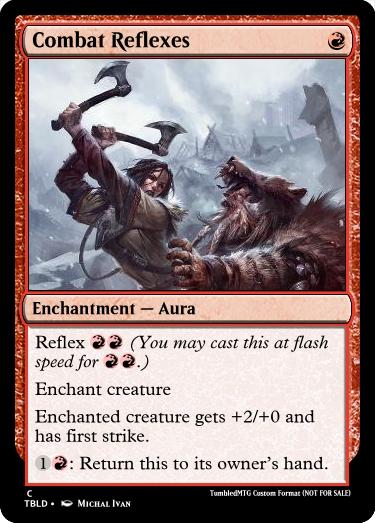 Combat Reflexes
Enchantment — Aura
Reflex (You may cast this at flash
speed for .)
Enchant creature
Enchanted creature gets +2/+0 and
has first strike.
1: Return this to its owner's hand.
C
TBLD • Michal Ivan
TumbledMTG Custom Format (NOT FOR SALE)